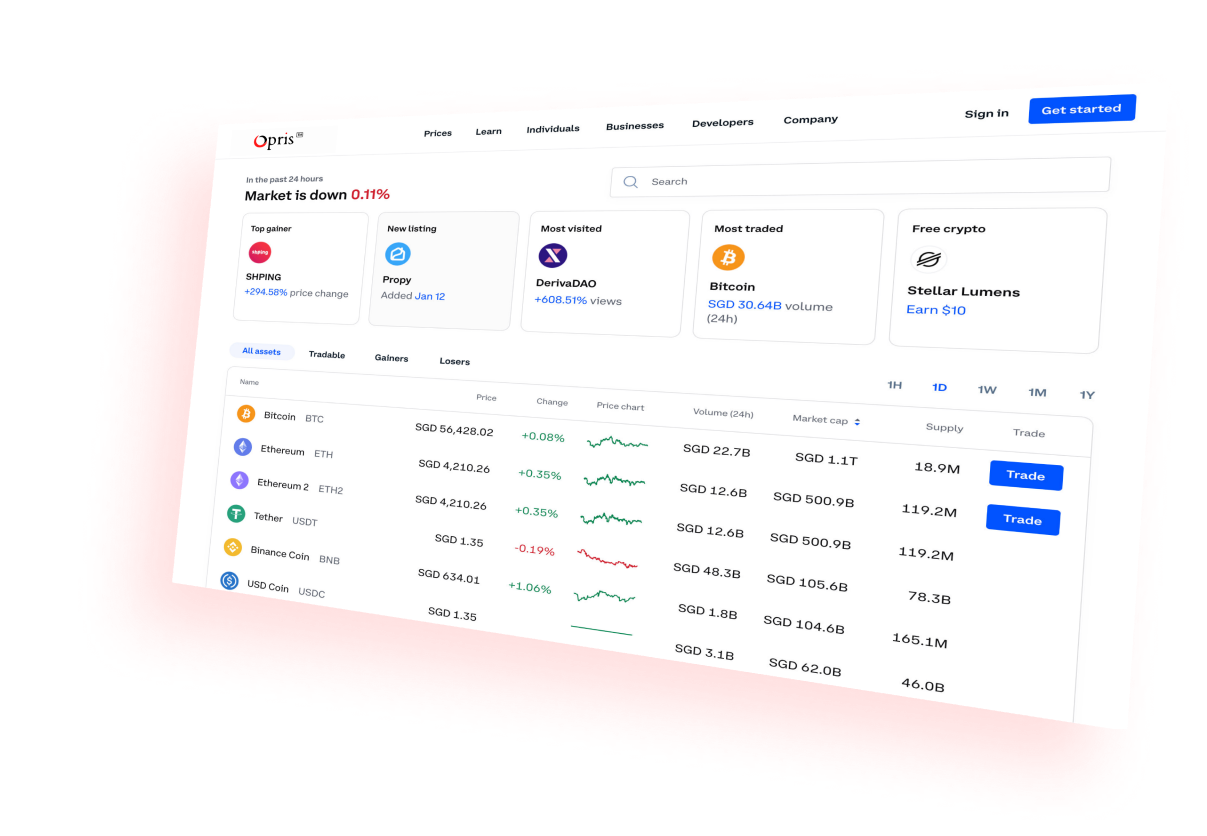 Opris
Prices Learn Individuals Businesses Developers Company Sign in Get started
In the past 24 hours
Market is down 0.11%
Search
Top gainer
SHPING
SHPING
+294.58% price change
New listing
Propy
Added Jan 12
Most visited
DerivaDAO
+608.51% views
Most traded
Bitcoin
SGD 30.64B volume
(24h)
Free crypto
Stellar Lumens
Earn $10
All assets Tradable Gainers Losers 1H 1D 1W 1M 1Y
Name Price Change Price chart Volume (24h) Market cap Supply Trade
Bitcoin BTC SGD 56,428.02 +0.08% SGD 22.7B SGD 1.1T 18.9M Trade
Ethereum ETH SGD 4,210.26 +0.35% SGD 12.6B SGD 500.9B 119.2M Trade
Ethereum 2 ETH2 SGD 4,210.26 +0.35% SGD 12.6B SGD 500.9B 119.2M
Tether USDT SGD 1.35 -0.19% SGD 48.3B SGD 105.6B 78.3B
Binance Coin BNB SGD 634.01 +1.06% SGD 1.8B SGD 104.6B 165.1M
USD Coin USDC SGD 1.35 SGD 3.1B SGD 62.0B 46.0B